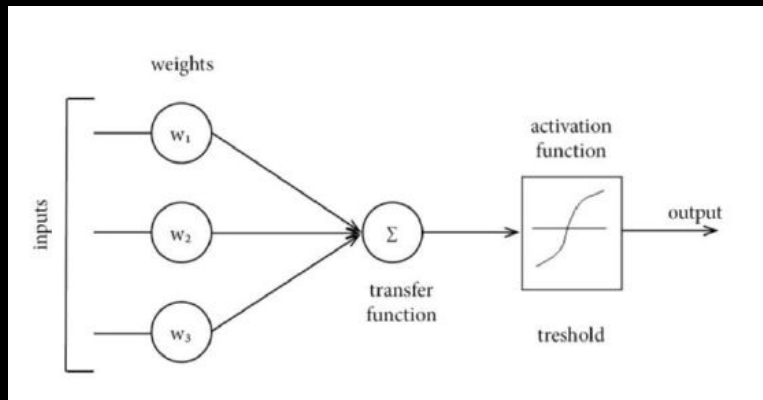 weights
inputs
w₁
w₂
w₃
Σ
transfer
function
activation
function
treshold
output